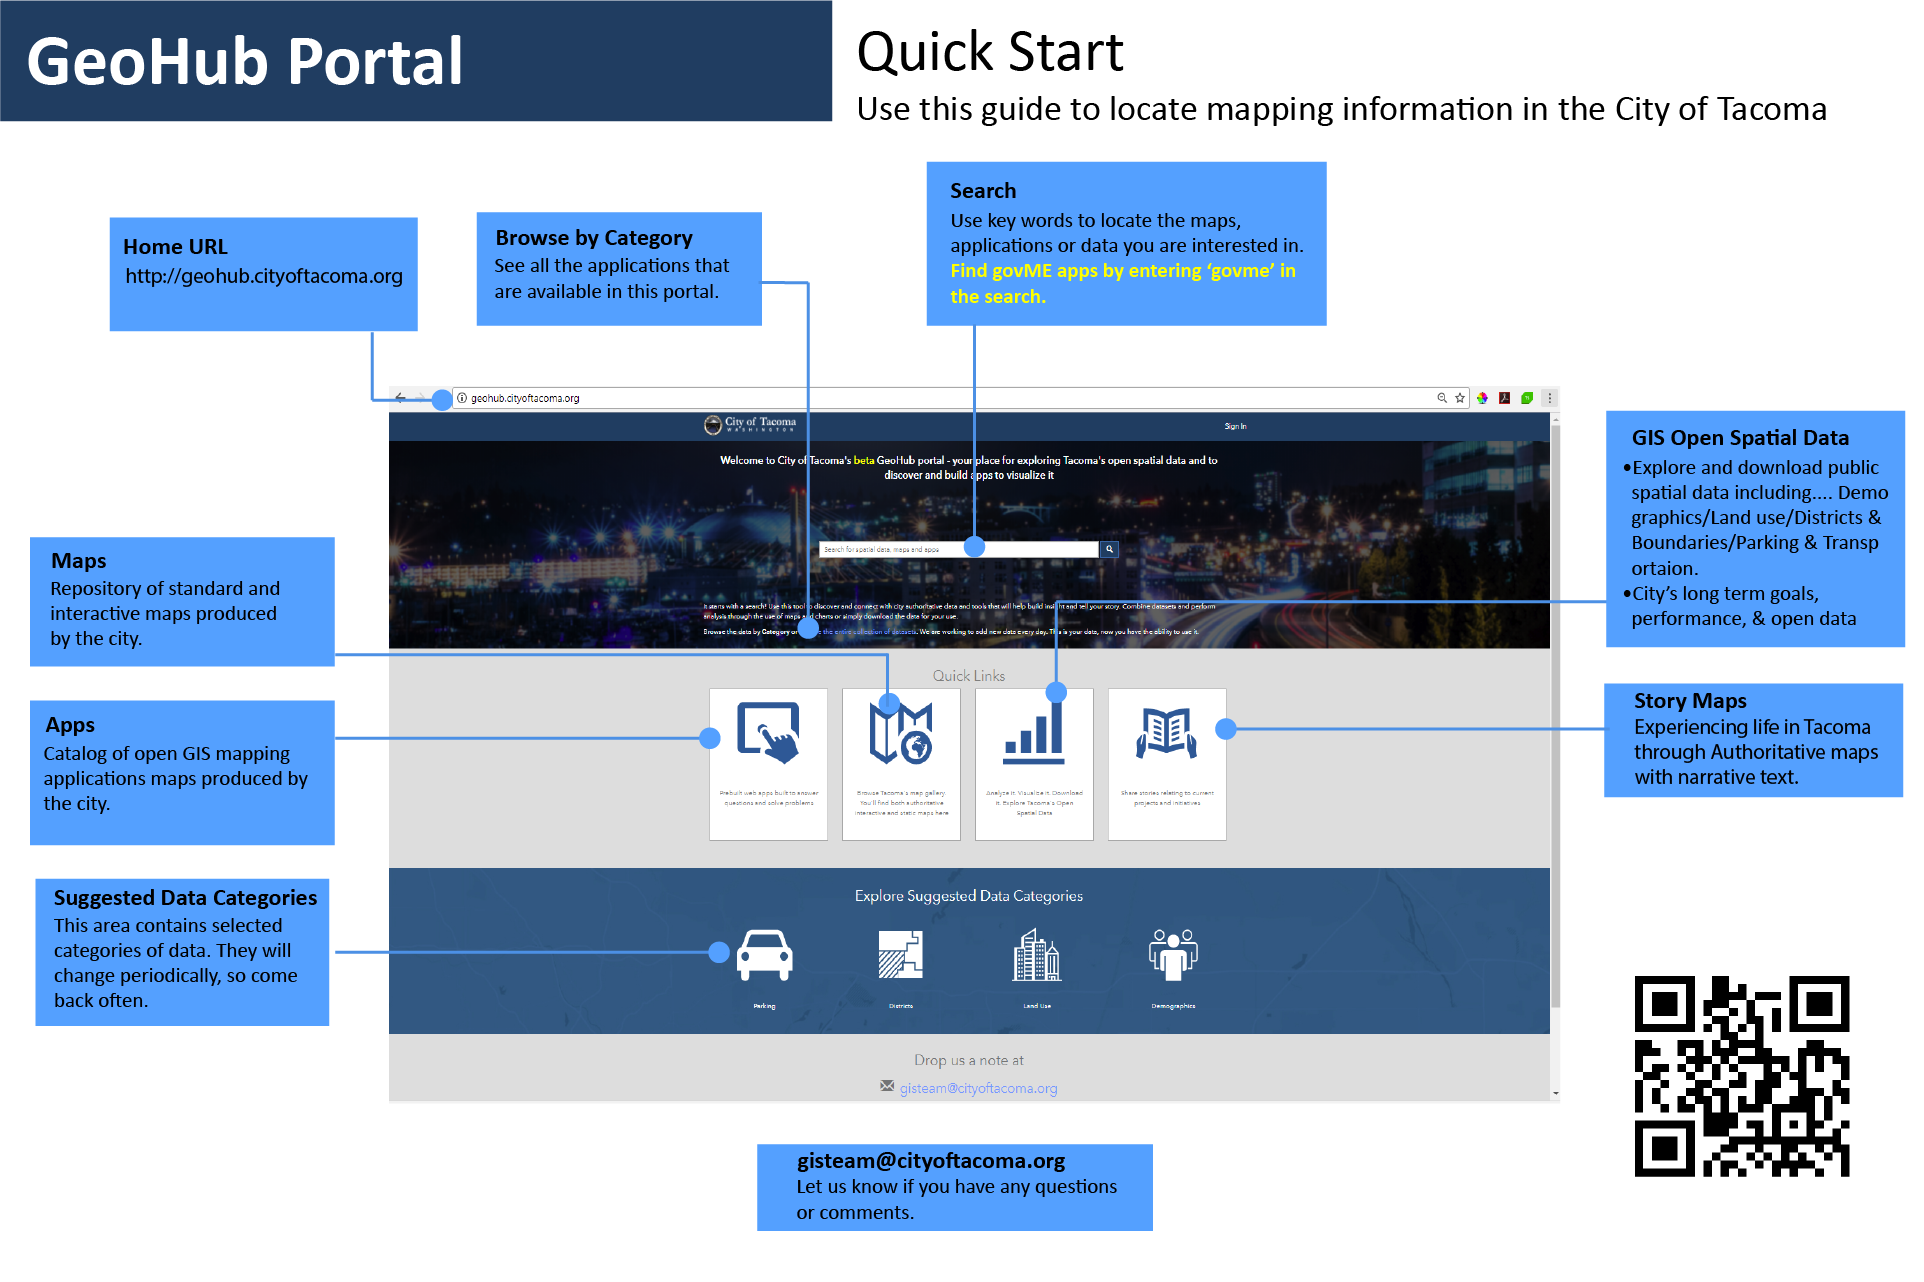 GeoHub Portal
Quick Start
Use this guide to locate mapping information in the City of Tacoma
Home URL
http://geohub.cityoftacoma.org
Browse by Category
See all the applications that
are available in this portal.
Search
Use key words to locate the maps,
applications or data you are interested in.
Find govME apps by entering ‘govme’ in
the search.
geohub.cityoftacoma.org
City of Tacoma
WASHINGTON
Sign In
Welcome to City of Tacoma's beta GeoHub portal - your place for exploring Tacoma's open spatial data and to
discover and build apps to visualize it
Search for spatial data, maps and apps
It starts with a search! Use this tool to discover and connect with city authoritative data and tools that will help build insight and tell your story. Combine datasets and perform
analysis through the use of maps and charts or simply download the data for your use.
Browse the data by Category or the entire collection of datasets. We are working to add new data every day. This is your data, now you have the ability to use it.
GIS Open Spatial Data
•Explore and download public
spatial data including.... Demo
graphics/Land use/Districts &
Boundaries/Parking & Transp
ortaion.
•City’s long term goals,
performance, & open data
Maps
Repository of standard and
interactive maps produced
by the city.
Apps
Catalog of open GIS mapping
applications maps produced by
the city.
Quick Links
Prebuilt web apps built to answer
questions and solve problems
Browse Tacoma's map gallery.
You'll find both authoritative
interactive and static maps here
Analyze it. Visualize it. Download
it. Explore Tacoma's Open
Spatial Data
Share stories relating to current
projects and initiatives
Story Maps
Experiencing life in Tacoma
through Authoritative maps
with narrative text.
Suggested Data Categories
This area contains selected
categories of data. They will
change periodically, so come
back often.
Explore Suggested Data Categories
Parking
Districts
Land Use
Demographics
Drop us a note at
gisteam@cityoftacoma.org
gisteam@cityoftacoma.org
Let us know if you have any questions
or comments.